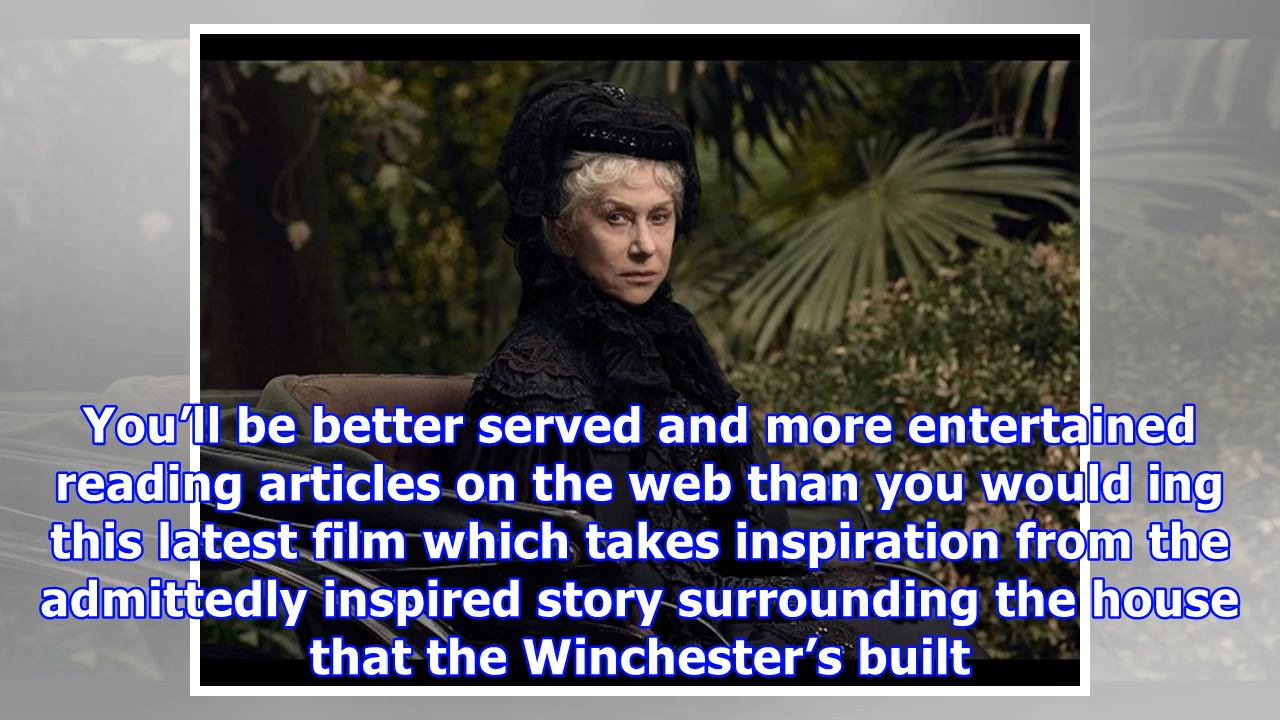 You’ll be better served and more entertained
reading articles on the web than you would ing
this latest film which takes inspiration from the
admittedly inspired story surrounding the house
that the Winchester’s built